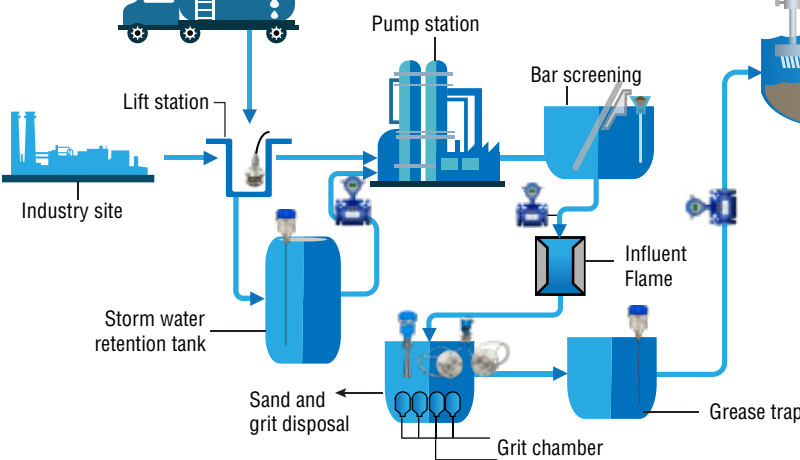 Pump station
Bar screening
Lift station
Industry site
Influent
Flame
Storm water
retention tank
Sand and
grit disposal
Grease trap
Grit chamber